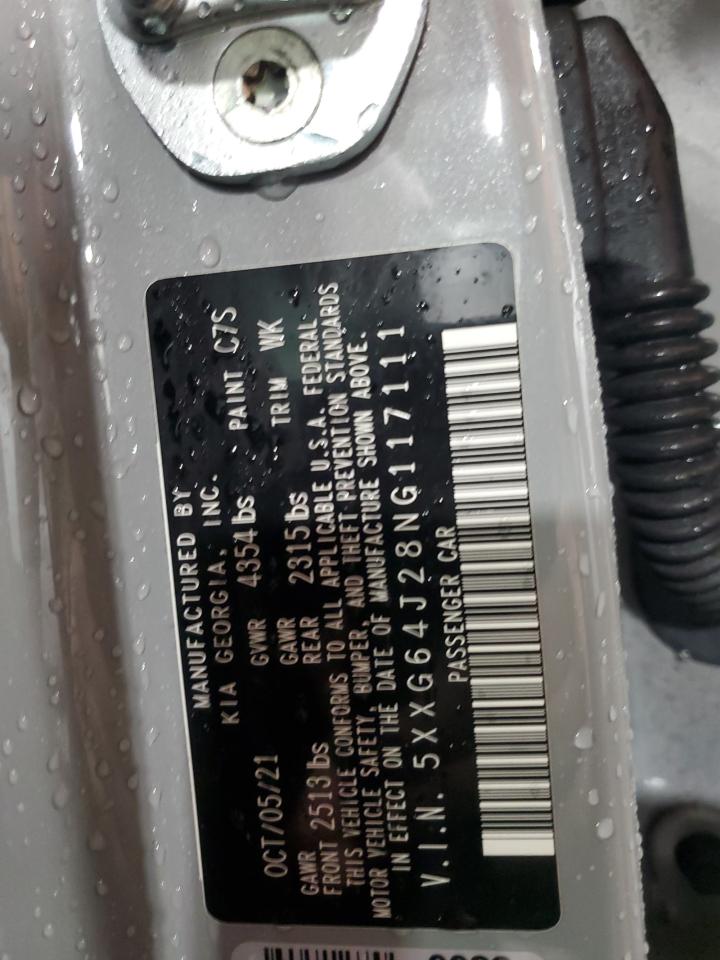 MANUFACTURED BY
KIA GEORGIA, INC.
OCT/05/21 GVWR 4354lbs PAINT C7S
GAWR FRONT 2513lbs GAWR REAR 2315lbs TRIM WK
THIS VEHICLE CONFORMS TO ALL APPLICABLE U.S.A. FEDERAL
MOTOR VEHICLE SAFETY, BUMPER, AND THEFT PREVENTION STANDARDS
IN EFFECT ON THE DATE OF MANUFACTURE SHOWN ABOVE.
V.I.N. 5XXG64J28NG117111
PASSENGER CAR